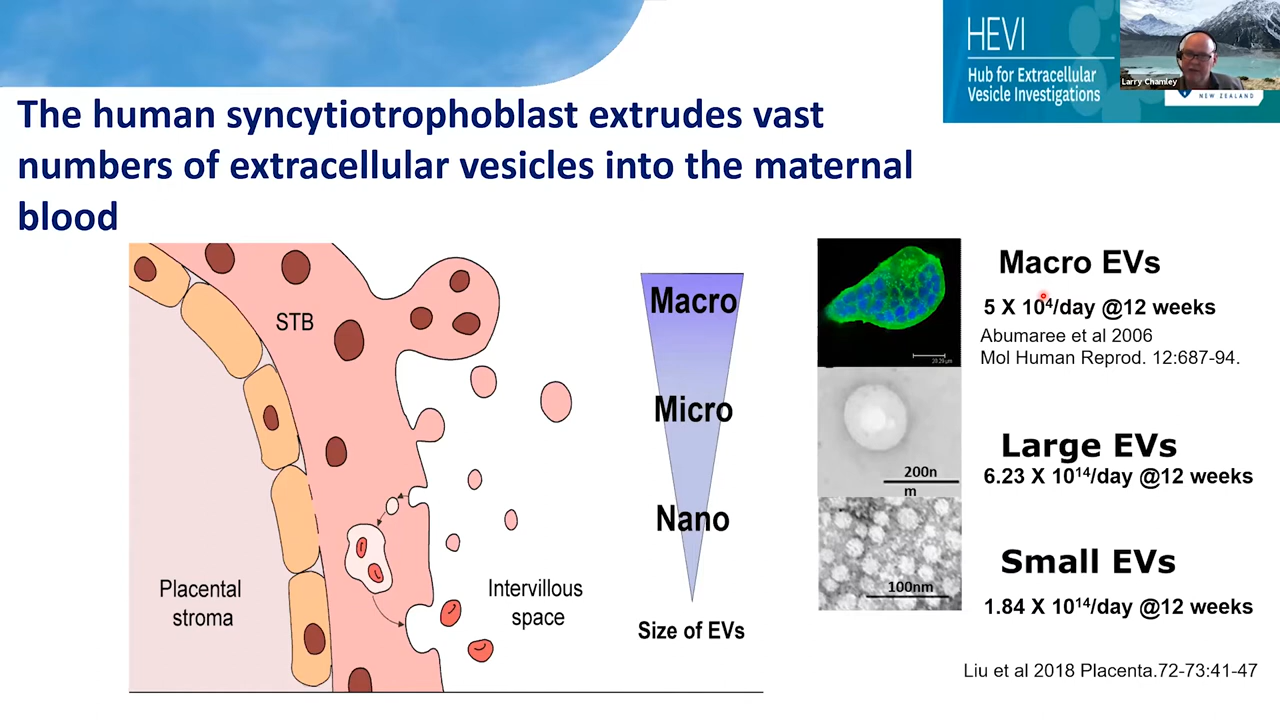 HEVI
Hub for Extracellular
Vesicle Investigations
Larry Chamley
NEW ZEALAND
The human syncytiotrophoblast extrudes vast
numbers of extracellular vesicles into the maternal
blood
STB
Placental
stroma
Intervillous
space
Macro
Micro
Nano
Size of EVs
200n
m
100nm
Macro EVs
5 X 10⁴/day @12 weeks
Abumaree et al 2006
Mol Human Reprod. 12:687-94.
Large EVs
6.23 X 10¹⁴/day @12 weeks
Small EVs
1.84 X 10¹⁴/day @12 weeks
Liu et al 2018 Placenta.72-73:41-47